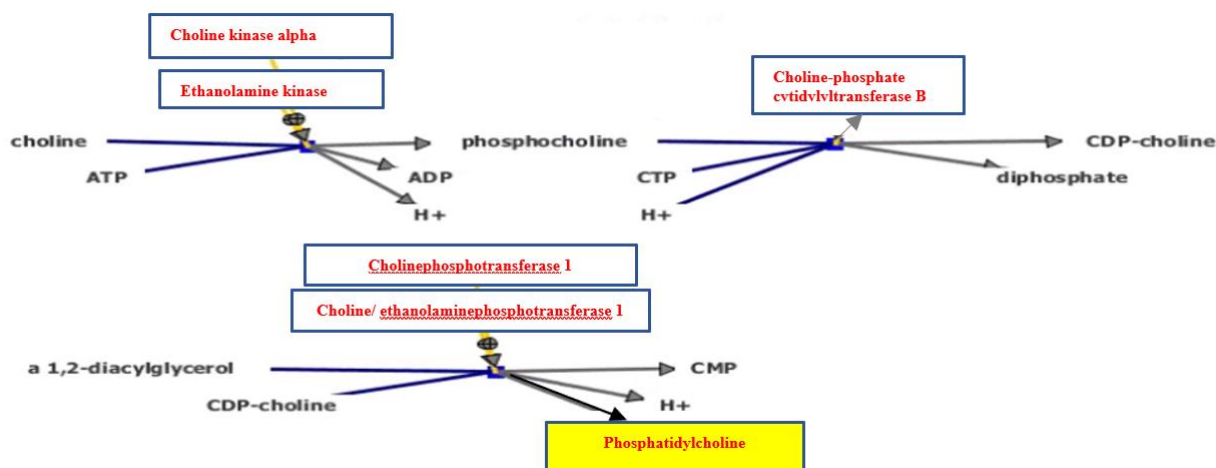 Choline kinase alpha
Ethanolamine kinase
choline
ATP
ADP
H+
phosphocholine
CTP
H+
Choline-phosphate
cytidylyltransferase B
CDP-choline
diphosphate
Cholinephosphotransferase 1
Choline/ ethanolaminephosphotransferase 1
a 1,2-diacylglycerol
CDP-choline
CMP
H+
Phosphatidylcholine